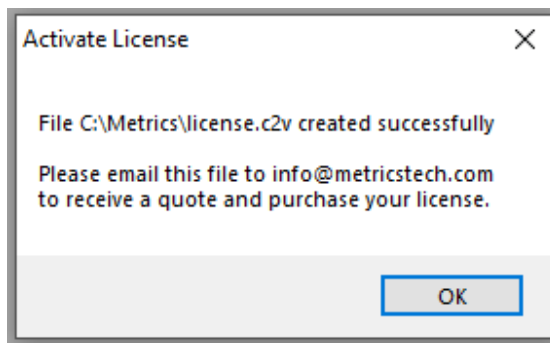 Activate License
File C:\Metrics\license.c2v created successfully
Please email this file to info@metricstech.com
to receive a quote and purchase your license.
OK